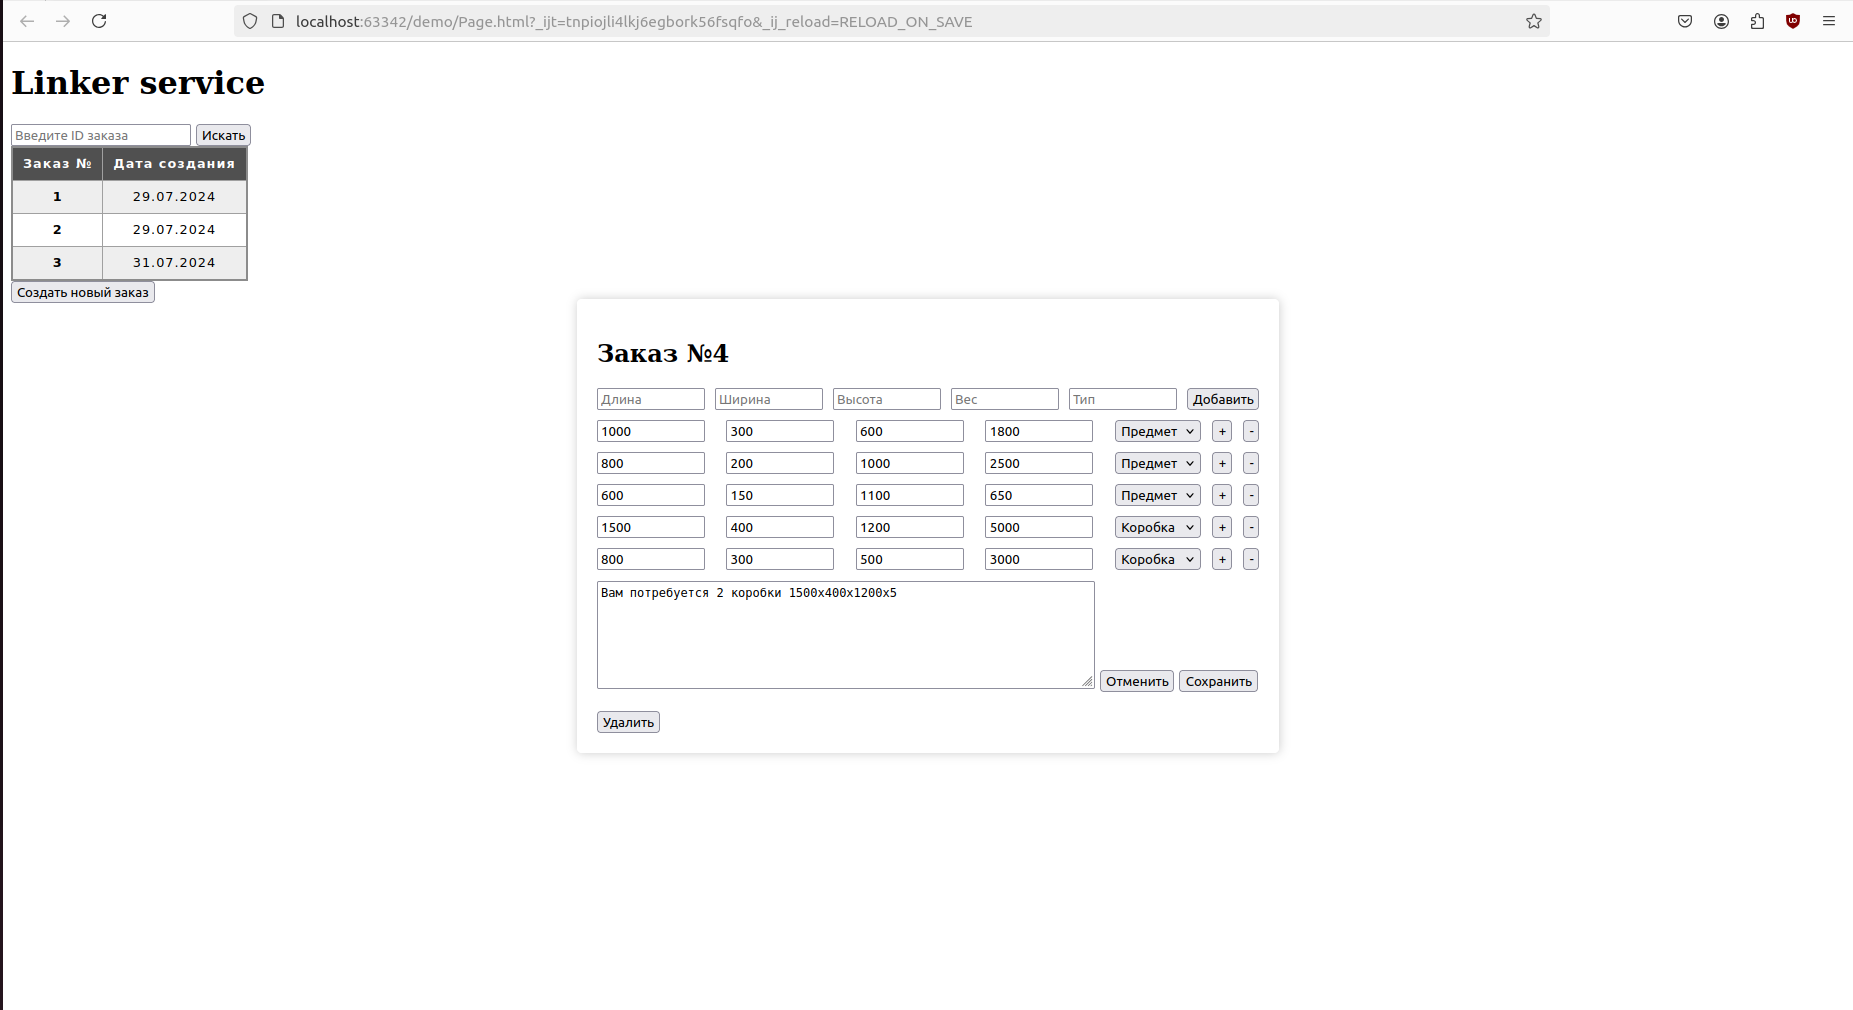 localhost:63342/demo/Page.html?_ijt=tnpiojli4lkj6egbork56fsqfo&_ij_reload=RELOAD_ON_SAVE
Linker service
Введите ID заказа Искать
Заказ № Дата создания
1 29.07.2024
2 29.07.2024
3 31.07.2024
Создать новый заказ
Заказ №4
Длина Ширина Высота Вес Тип Добавить
1000 300 600 1800 Предмет + -
800 200 1000 2500 Предмет + -
600 150 1100 650 Предмет + -
1500 400 1200 5000 Коробка + -
800 300 500 3000 Коробка + -
Вам потребуется 2 коробки 1500x400x1200x5
Отменить Сохранить
Удалить